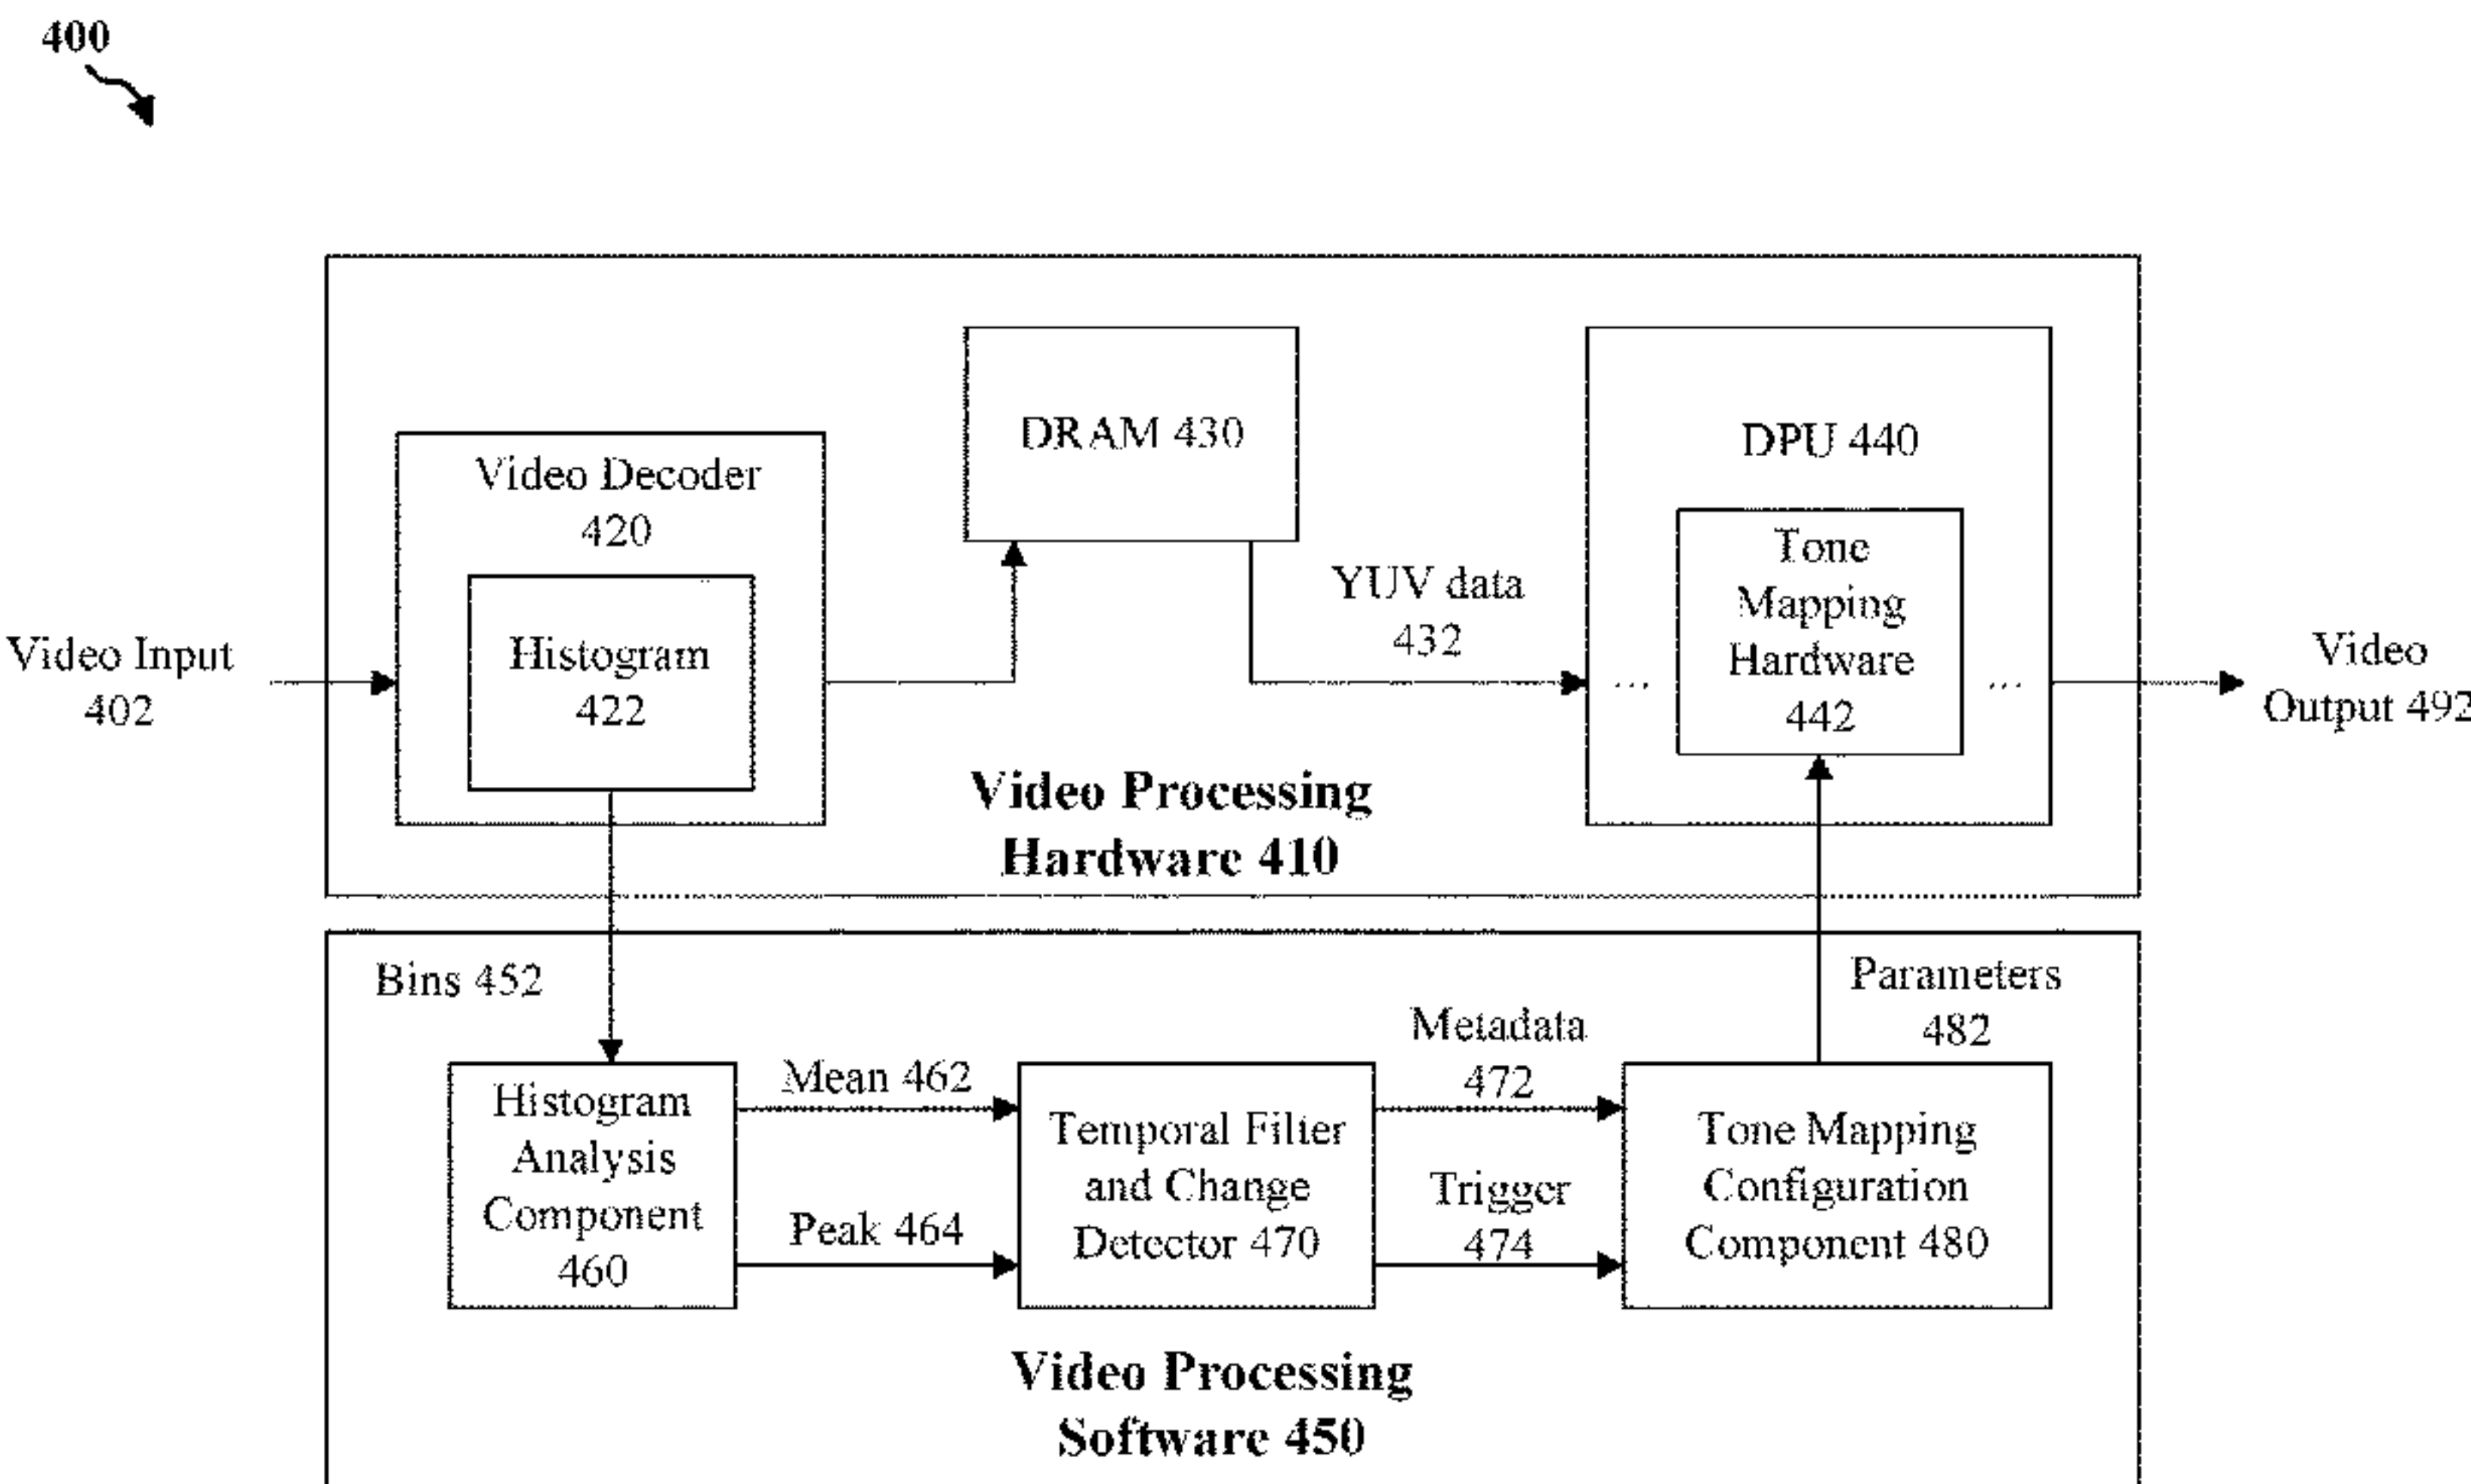 400
DRAM 430
DPU 440
Video Decoder
420
Tone
Mapping
Hardware
442
Histogram
422
YUV data
432
Video Input
402
...
...
Video
Output 492
Video Processing
Hardware 410
Bins 452
Parameters
482
Metadata
472
Mean 462
Histogram
Analysis
Component
460
Temporal Filter
and Change
Detector 470
Tone Mapping
Configuration
Component 480
Peak 464
Trigger
474
Video Processing
Software 450